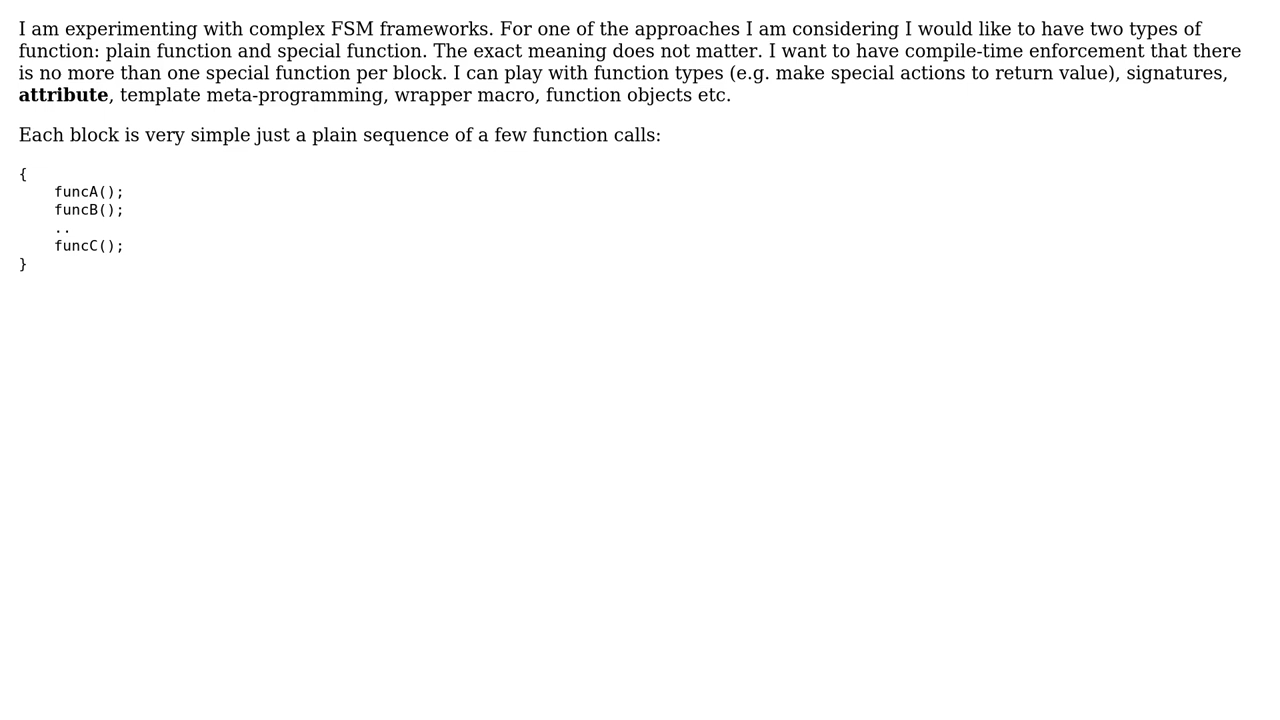 I am experimenting with complex FSM frameworks. For one of the approaches I am considering I would like to have two types of
function: plain function and special function. The exact meaning does not matter. I want to have compile-time enforcement that there
is no more than one special function per block. I can play with function types (e.g. make special actions to return value), signatures,
attribute, template meta-programming, wrapper macro, function objects etc.
Each block is very simple just a plain sequence of a few function calls:
{
    funcA();
    funcB();
    ..
    funcC();
}